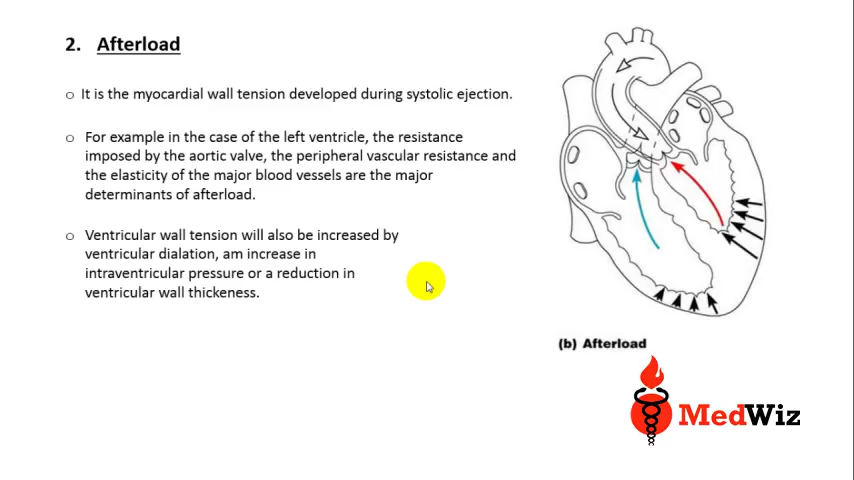 2. Afterload
o It is the myocardial wall tension developed during systolic ejection.
o For example in the case of the left ventricle, the resistance
imposed by the aortic valve, the peripheral vascular resistance and
the elasticity of the major blood vessels are the major
determinants of afterload.
o Ventricular wall tension will also be increased by
ventricular dialation, am increase in
intraventricular pressure or a reduction in
ventricular wall thickeness.
(b) Afterload
MedWiz